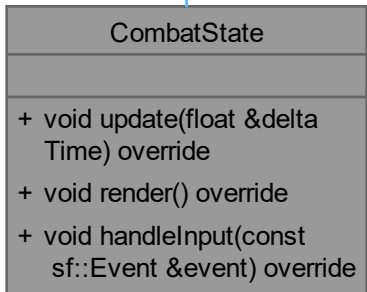 CombatState
+ void update(float &delta
Time) override
+ void render() override
+ void handleInput(const
sf::Event &event) override